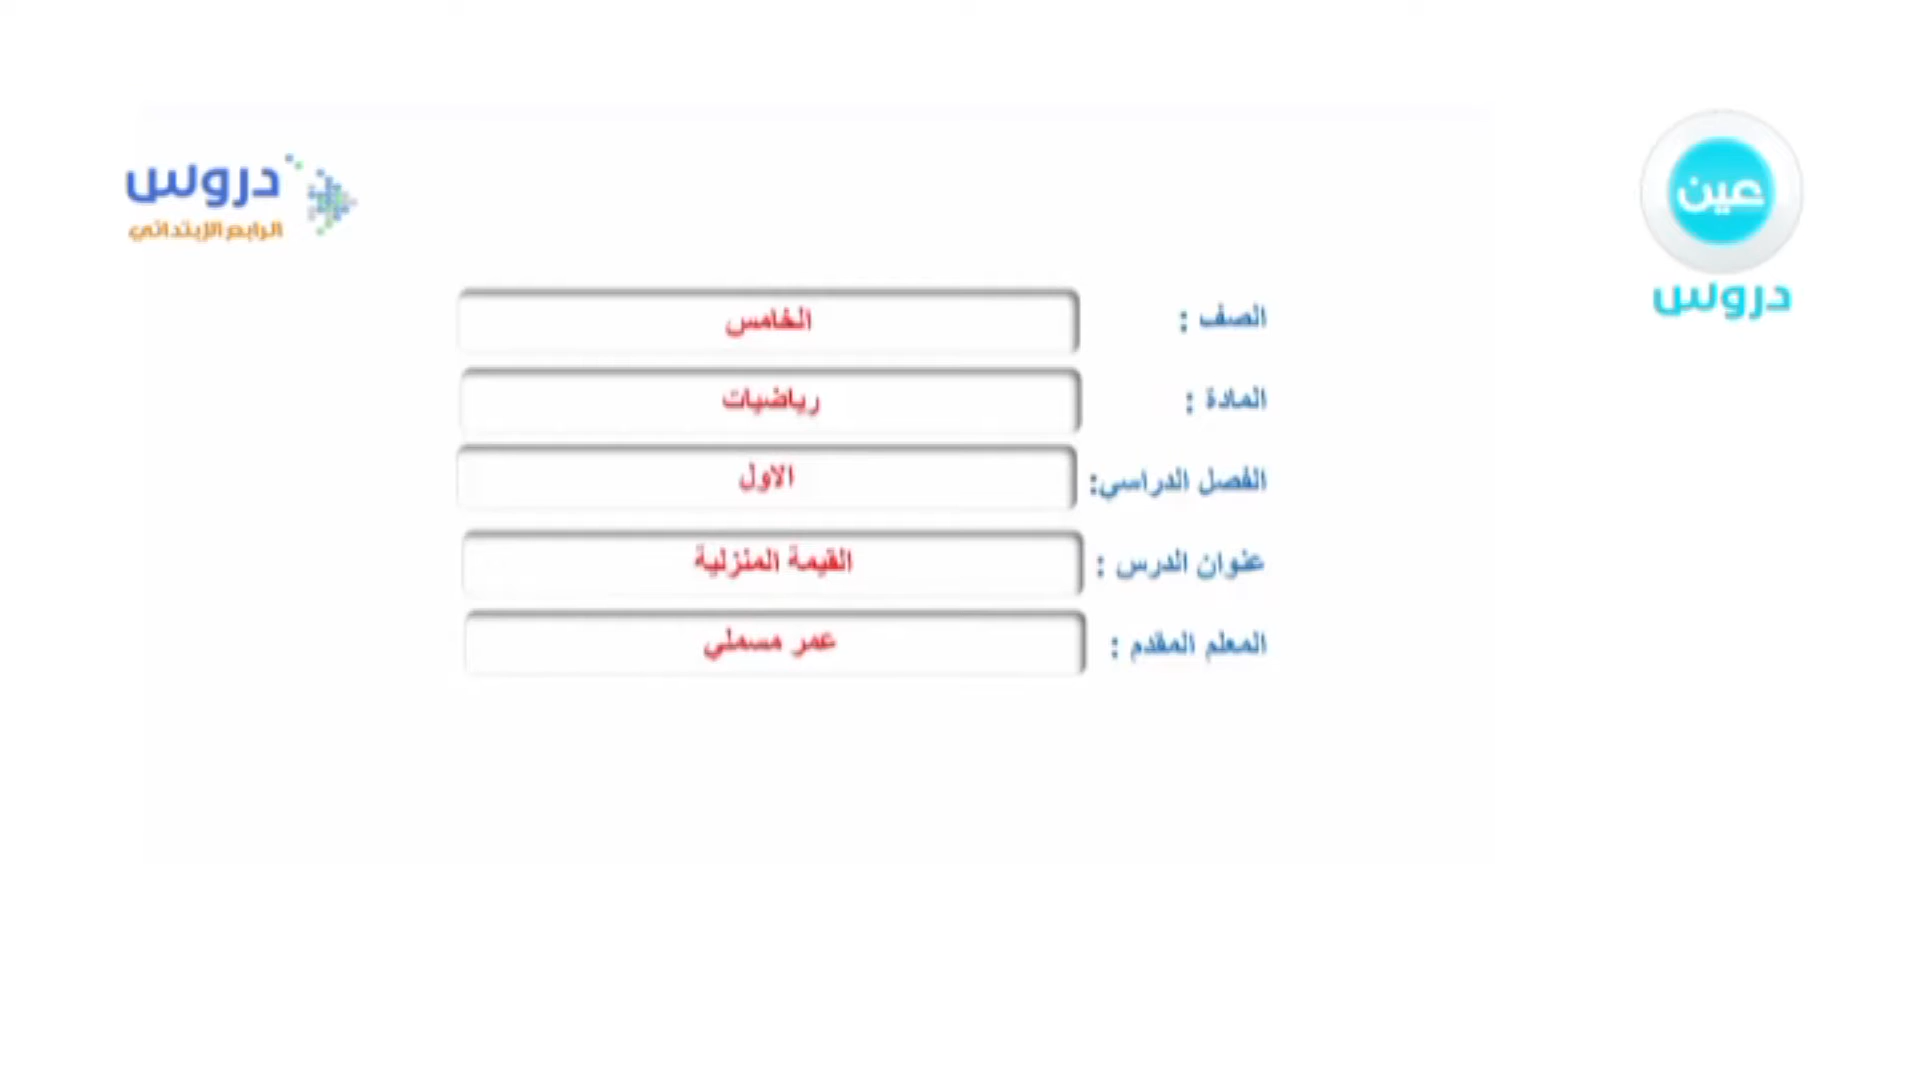 دروس
الرابع الابتدائي
عين
دروس
الصف : الخامس
المادة : رياضيات
الفصل الدراسي: الاول
عنوان الدرس : القيمة المنزلية
المعلم المقدم : عمر مسملي